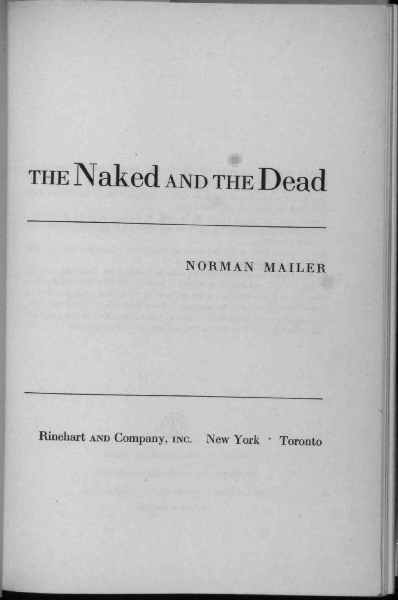 THE Naked AND THE Dead
NORMAN MAILER
Rinehart AND Company, INC. New York · Toronto